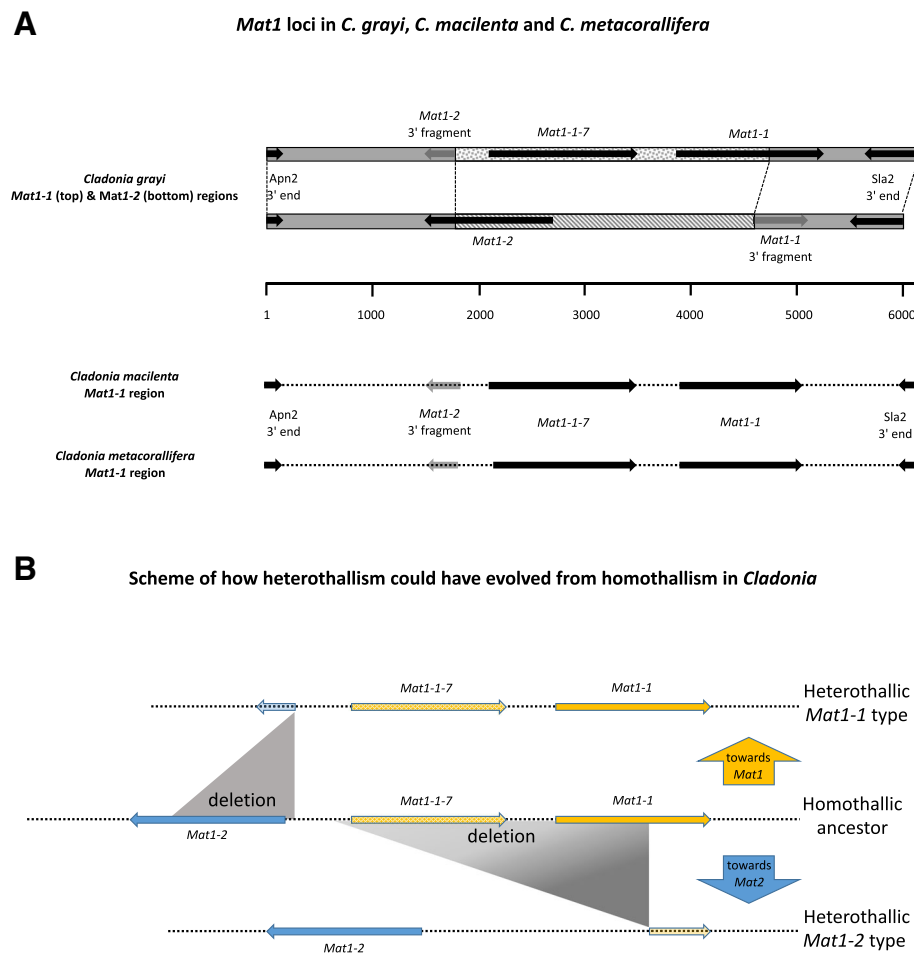 A
Mat1 loci in C. grayi, C. macilenta and C. metacorallifera
Mat1-2
3' fragment
Mat1-1-7
Mat1-1
Cladonia grayi
Mat1-1 (top) & Mat1-2 (bottom) regions
Apn2
3' end
Sla2
3' end
Mat1-2
Mat1-1
3' fragment
1 1000 2000 3000 4000 5000 6000
Cladonia macilenta
Mat1-1 region
Apn2
3' end
Mat1-2
3' fragment
Mat1-1-7
Mat1-1
Sla2
3' end
Cladonia metacorallifera
Mat1-1 region
B
Scheme of how heterothallism could have evolved from homothallism in Cladonia
Mat1-1-7
Mat1-1
Heterothallic
Mat1-1 type
towards
Mat1
deletion
Mat1-1-7
Mat1-1
Homothallic
ancestor
Mat1-2
deletion
towards
Mat2
Heterothallic
Mat1-2 type
Mat1-2